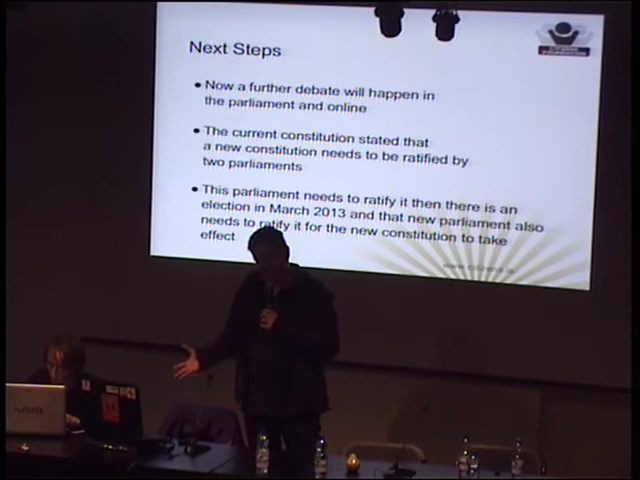 Next Steps
Now a further debate will happen in
the parliament and online
The current constitution stated that
a new constitution needs to be ratified by
two parliaments
This parliament needs to ratify it then there is an
election in March 2013 and that new parliament also
needs to ratify it for the new constitution to take
effect
VAIO